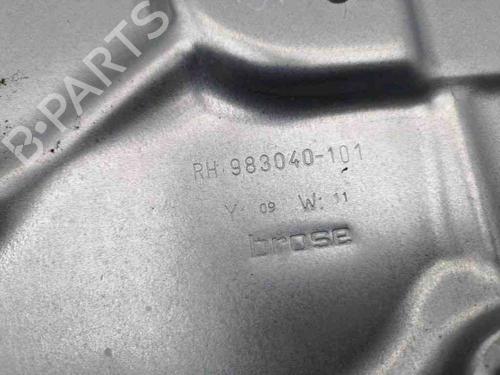 B-PARTS
RH 983040-101
Y: 09 W: 11
brose